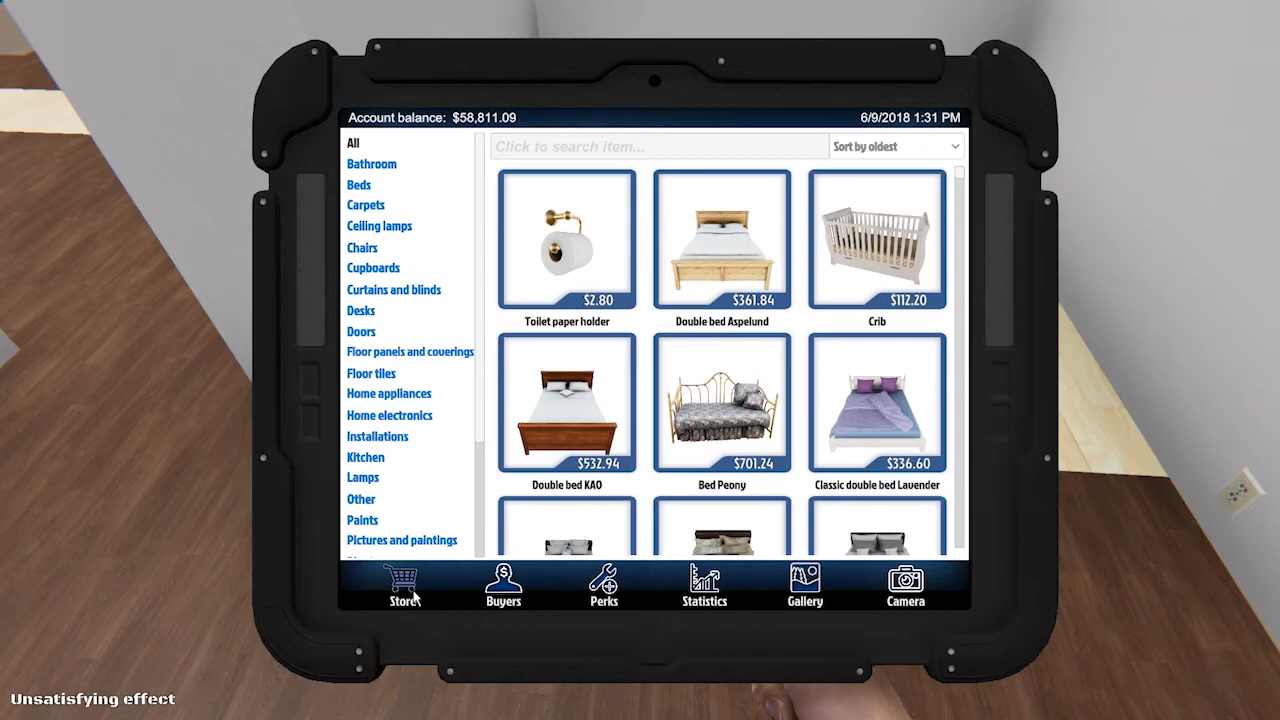 Account balance: $58,811.09
6/9/2018 1:31 PM
All
Bathroom
Beds
Carpets
Ceiling lamps
Chairs
Cupboards
Curtains and blinds
Desks
Doors
Floor panels and coverings
Floor tiles
Home appliances
Home electronics
Installations
Kitchen
Lamps
Other
Paints
Pictures and paintings
Click to search item...
Sort by oldest
$2.80
$361.84
$112.20
Toilet paper holder
Double bed Aspelund
Crib
$532.94
$701.24
$336.60
Double bed KAO
Bed Peony
Classic double bed Lavender
Store
Buyers
Perks
Statistics
Gallery
Camera
Unsatisfying effect